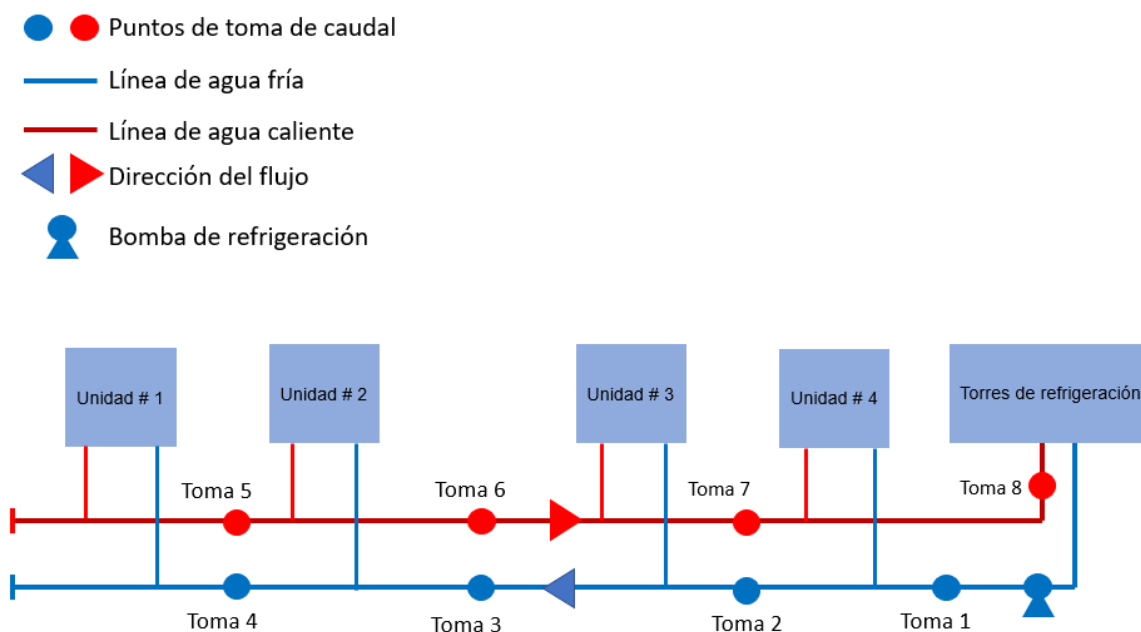 Puntos de toma de caudal
Línea de agua fría
Línea de agua caliente
Dirección del flujo
Bomba de refrigeración
Unidad # 1
Unidad # 2
Unidad # 3
Unidad # 4
Torres de refrigeración
Toma 5
Toma 6
Toma 7
Toma 8
Toma 4
Toma 3
Toma 2
Toma 1